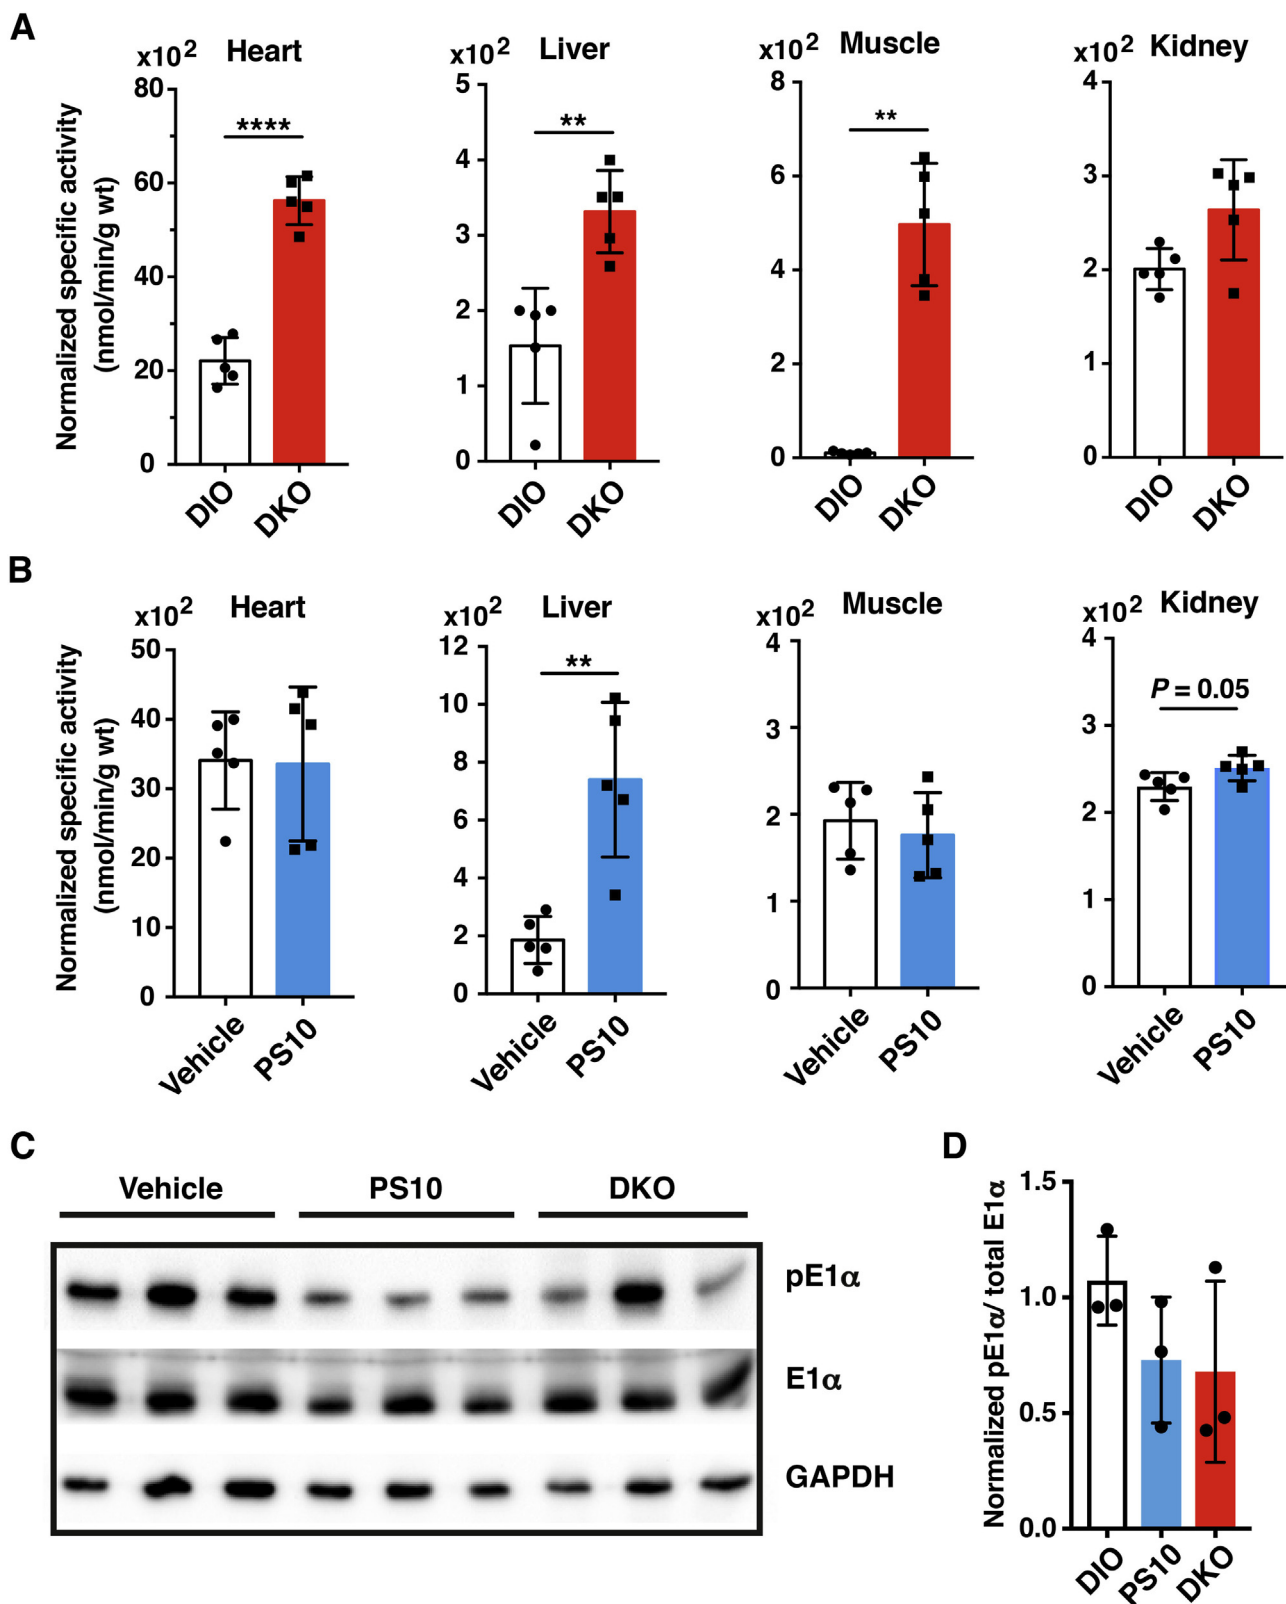 A
x10² Heart
x10² Liver
x10² Muscle
x10² Kidney
Normalized specific activity
(nmol/min/g wt)
80
60
40
20
0
****
DIO
DKO
5
4
3
2
1
0
**
DIO
DKO
8
6
4
2
0
**
DIO
DKO
4
3
2
1
0
DIO
DKO
B
x10² Heart
x10² Liver
x10² Muscle
x10² Kidney
Normalized specific activity
(nmol/min/g wt)
50
40
30
20
10
0
Vehicle
PS10
12
10
8
6
4
2
0
**
Vehicle
PS10
4
3
2
1
0
Vehicle
PS10
4
3
2
1
0
P = 0.05
Vehicle
PS10
C
Vehicle
PS10
DKO
pE1α
E1α
GAPDH
D
Normalized pE1α/ total E1α
1.5
1.0
0.5
0.0
DIO
PS10
DKO